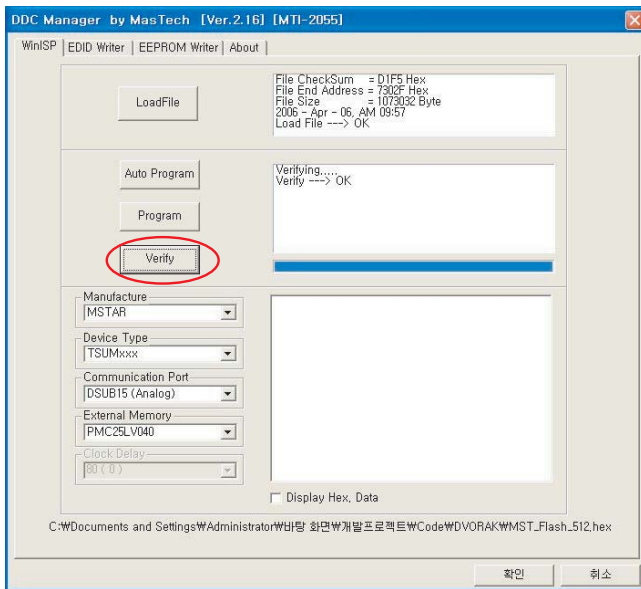 DDC Manager by MasTech [Ver.2.16] [MTI-2055]
WinISP EDID Writer EEPROM Writer About
LoadFile
File CheckSum = D1F5 Hex
File End Address = 7302F Hex
File Size = 1073032 Byte
2006 - Apr - 06, AM 09:57
Load File ---> OK
Auto Program
Program
Verify
Verifying.....
Verify ---> OK
Manufacture
MSTAR
Device Type
TSUMxxx
Communication Port
DSUB15 (Analog)
External Memory
PMC25LV040
Clock Delay
80 ( 0 )
Display Hex, Data
C:₩Documents and Settings₩Administrator₩바탕 화면₩개발프로젝트₩Code₩DVORAK₩MST_Flash_512.hex
확인 취소